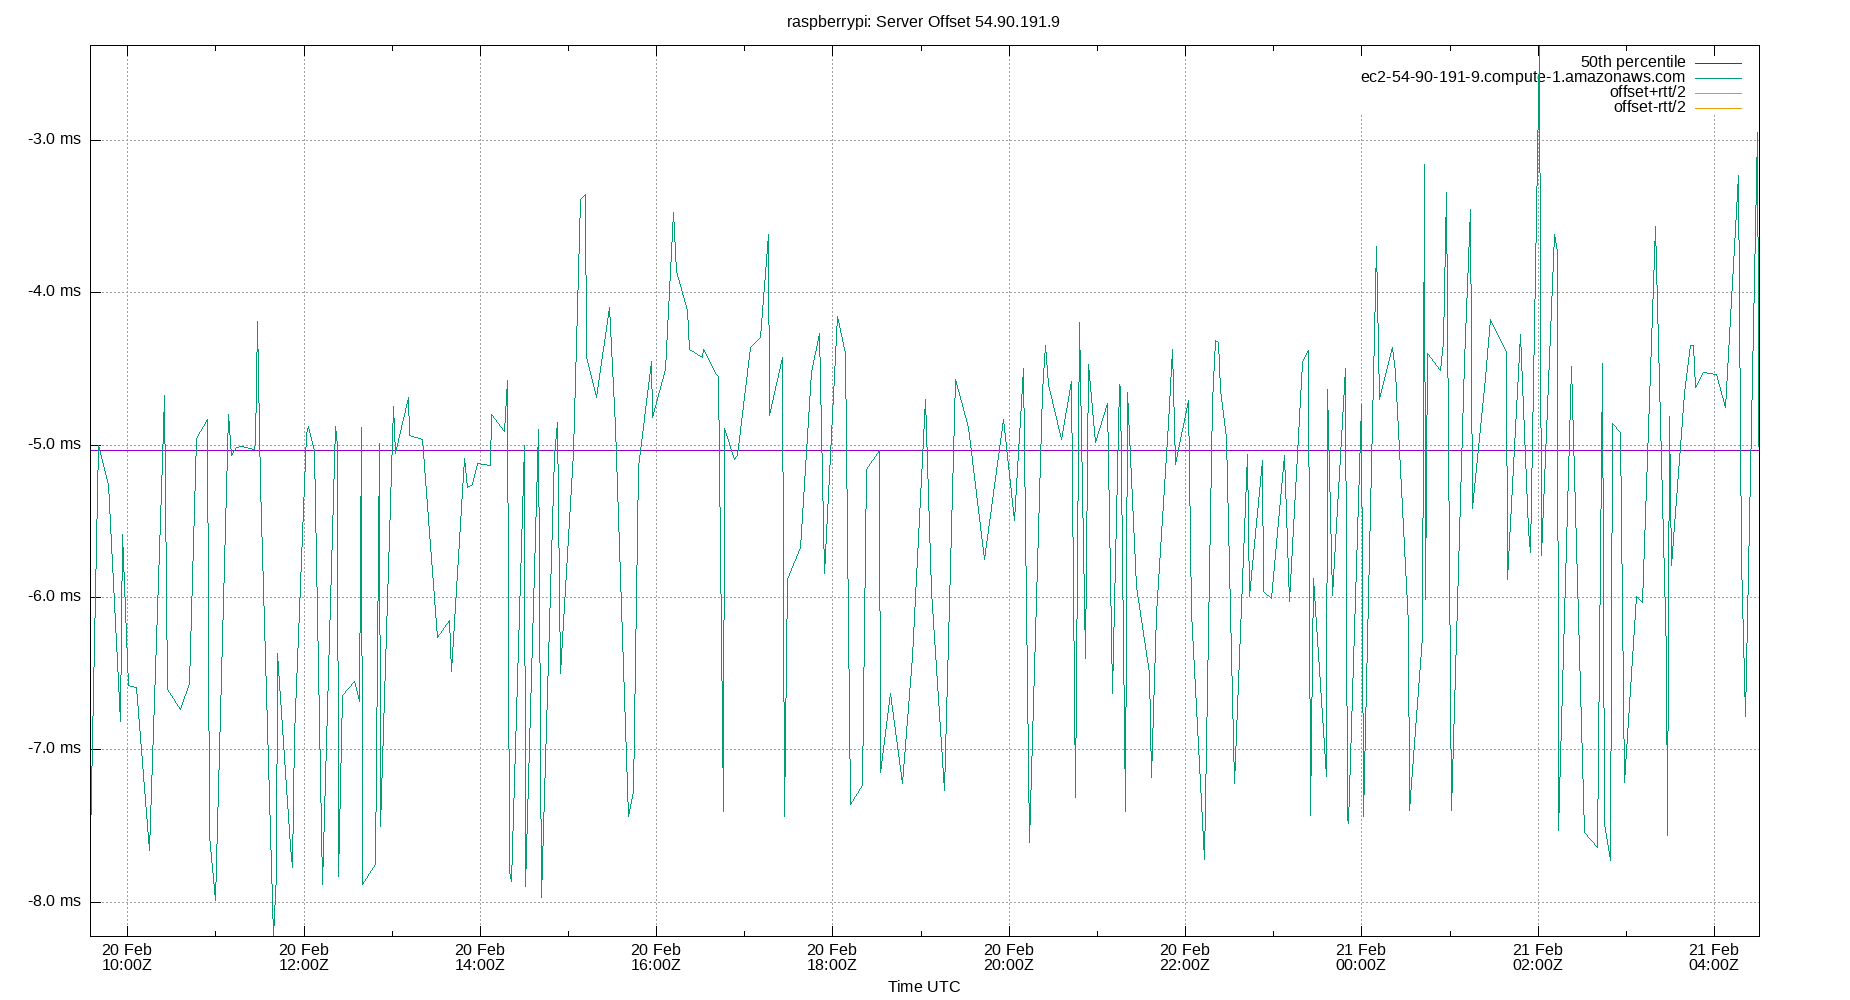 raspberrypi: Server Offset 54.90.191.9
50th percentile
ec2-54-90-191-9.compute-1.amazonaws.com
offset+rtt/2
offset-rtt/2
-3.0 ms
-4.0 ms
-5.0 ms
-6.0 ms
-7.0 ms
-8.0 ms
20 Feb 20 Feb 20 Feb 20 Feb 20 Feb 20 Feb 20 Feb 21 Feb 21 Feb 21 Feb
10:00Z 12:00Z 14:00Z 16:00Z 18:00Z 20:00Z 22:00Z 00:00Z 02:00Z 04:00Z
Time UTC